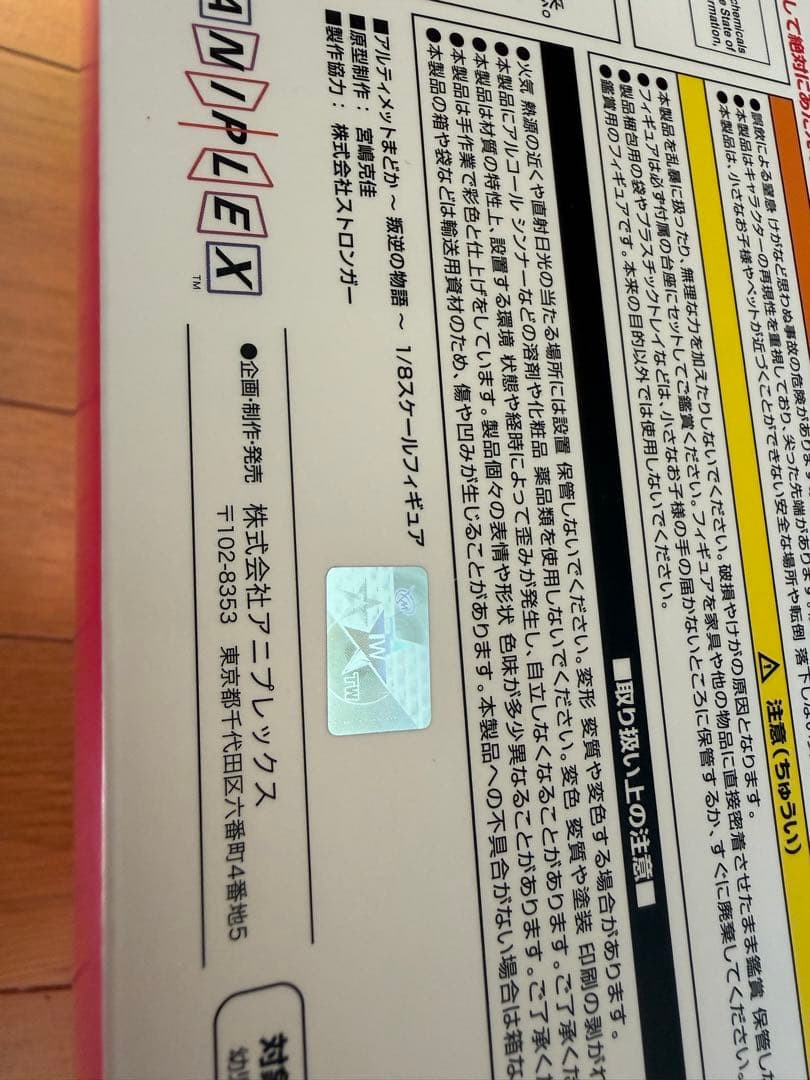 chemicals
State of
して絶対にあた
●誤飲による窒息 けがなど思わぬ事故の危険があります
●本製品はキャラクターの再現性を重視しており、尖った先端があります
●本製品は、小さなお子様やペットが近づくことができない安全な場所や転倒 落下
⚠ 注意(ちゅうい)
●本製品を乱暴に扱ったり、無理な力を加えたりしないでください。破損やけがの原因となります。
●フィギュアは必ず付属の台座にセットしてご鑑賞ください。フィギュアを家具や他の物品に直接密着させたまま鑑賞 保管した
●製品梱包用の袋やプラスチックトレイなどは、小さなお子様の手の届かないところに保管するか、すぐに廃棄してください。
●鑑賞用のフィギュアです。本来の目的以外では使用しないでください。
■取り扱い上の注意■
●火気 熱源の近くや直射日光の当たる場所には設置 保管しないでください。変形 変質や変色する場合があります。
●本製品にアルコール シンナーなどの溶剤や化粧品 薬品類を使用しないでください。変色 変質や塗装 印刷の剥がれ
●本製品は材質の特性上、設置する環境 状態や経時によって歪みが発生し、自立しなくなることがあります。ご了承くだ
●本製品は手作業で彩色と仕上げをしています。製品個々の表情や形状 色味が多少異なることがあります。ご了承くだ
●本製品の箱や袋などは輸送用資材のため、傷や凹みが生じることがあります。本製品への不具合がない場合は箱な
■アルティメットまどか ~ 叛逆の物語 ~ 1/8スケールフィギュア
■原型制作: 宮嶋克佳
■製作協力: 株式会社ストロンガー
TW
TW
ANIPLEX
TM
●企画・制作・発売 株式会社アニプレックス
〒102-8353 東京都千代田区六番町4番地5
対